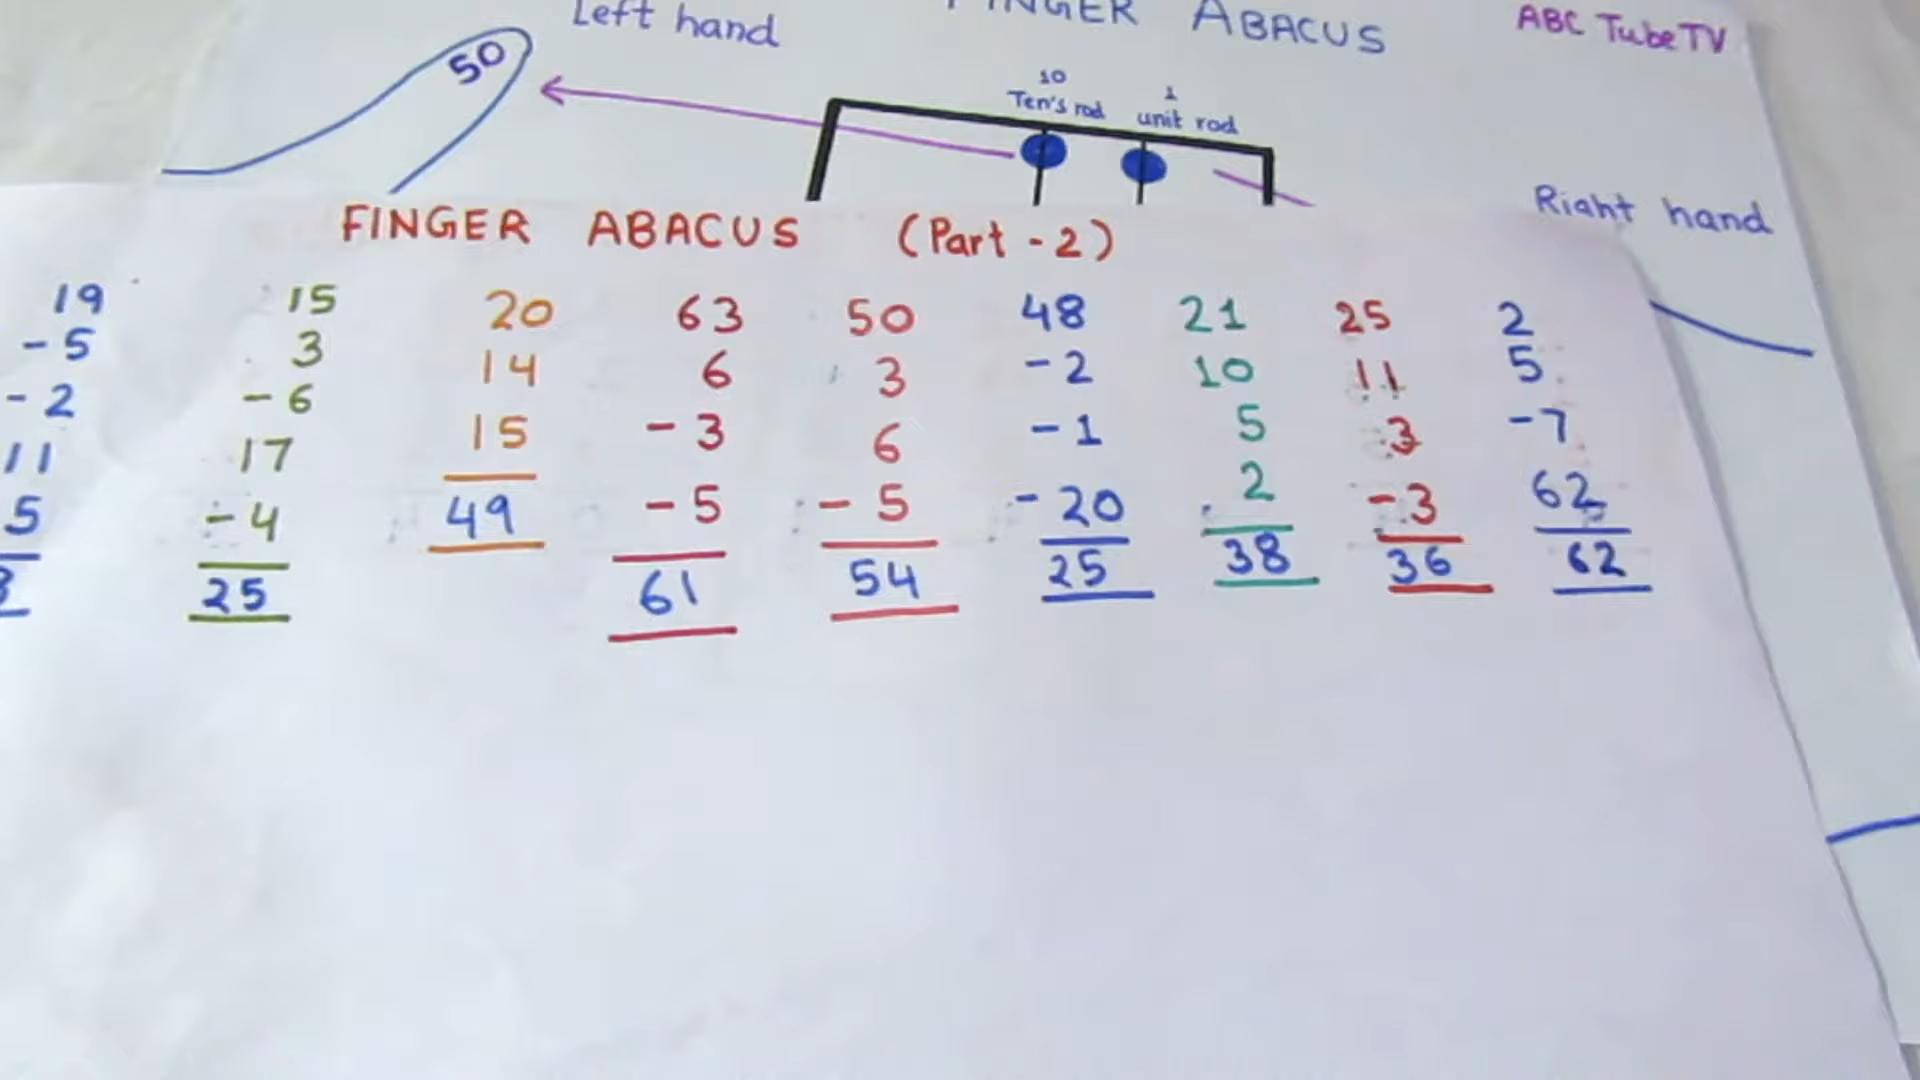 Left hand
FINGER ABACUS
ABC TubeTV
50
10
Ten's rod
1
unit rod
Right hand
FINGER ABACUS (Part - 2)
19 15 20 63 50 48 21 25 2
-5 3 14 6 3 -2 10 11 5
-2 -6 15 -3 6 -1 5 3 -7
11 17 49 -5 -5 -20 2 -3 62
5 -4 61 54 25 38 36 62
25